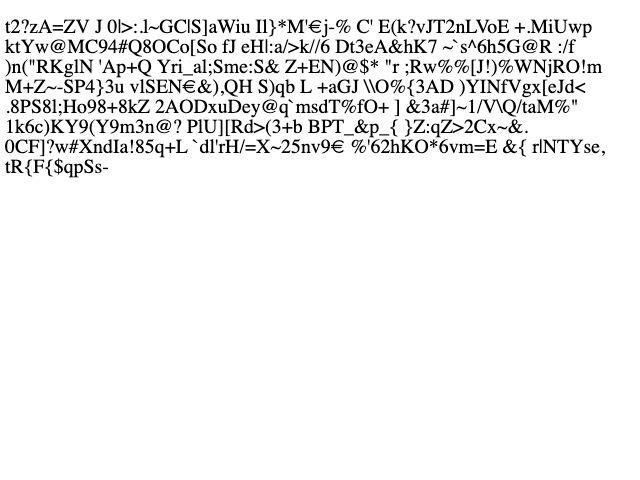 t2?zA=ZV J 0l>:.l~GC|S]aWiu Il}*M'€j-% C' E(k?vJT2nLVoE +.MiUwp
ktYw@MC94#Q8OCo[So fJ eH|:a/>k//6 Dt3eA&hK7 ~`s^6h5G@R :/f
)n("RKglN 'Ap+Q Yri_al;Sme:S& Z+EN)@$* "r ;Rw%%[J!)%WNjRO!m
M+Z~-SP4}3u vlSEN€&),QH S)qb L +aGJ \\O%{3AD )YINfVgx[eJd<
.8PS8l;Ho98+8kZ 2AODxuDey@q`msdT%fO+ ] &3a#]~1/V\Q/taM%"
1k6c)KY9(Y9m3n@? PlU][Rd>(3+b BPT_&p_{ }Z:qZ>2Cx~&.
0CF]?w#XndIa!85q+L `dl'rH/=X~25nv9€ %'62hKO*6vm=E &{ r|NTYse,
tR{F{$qpSs-